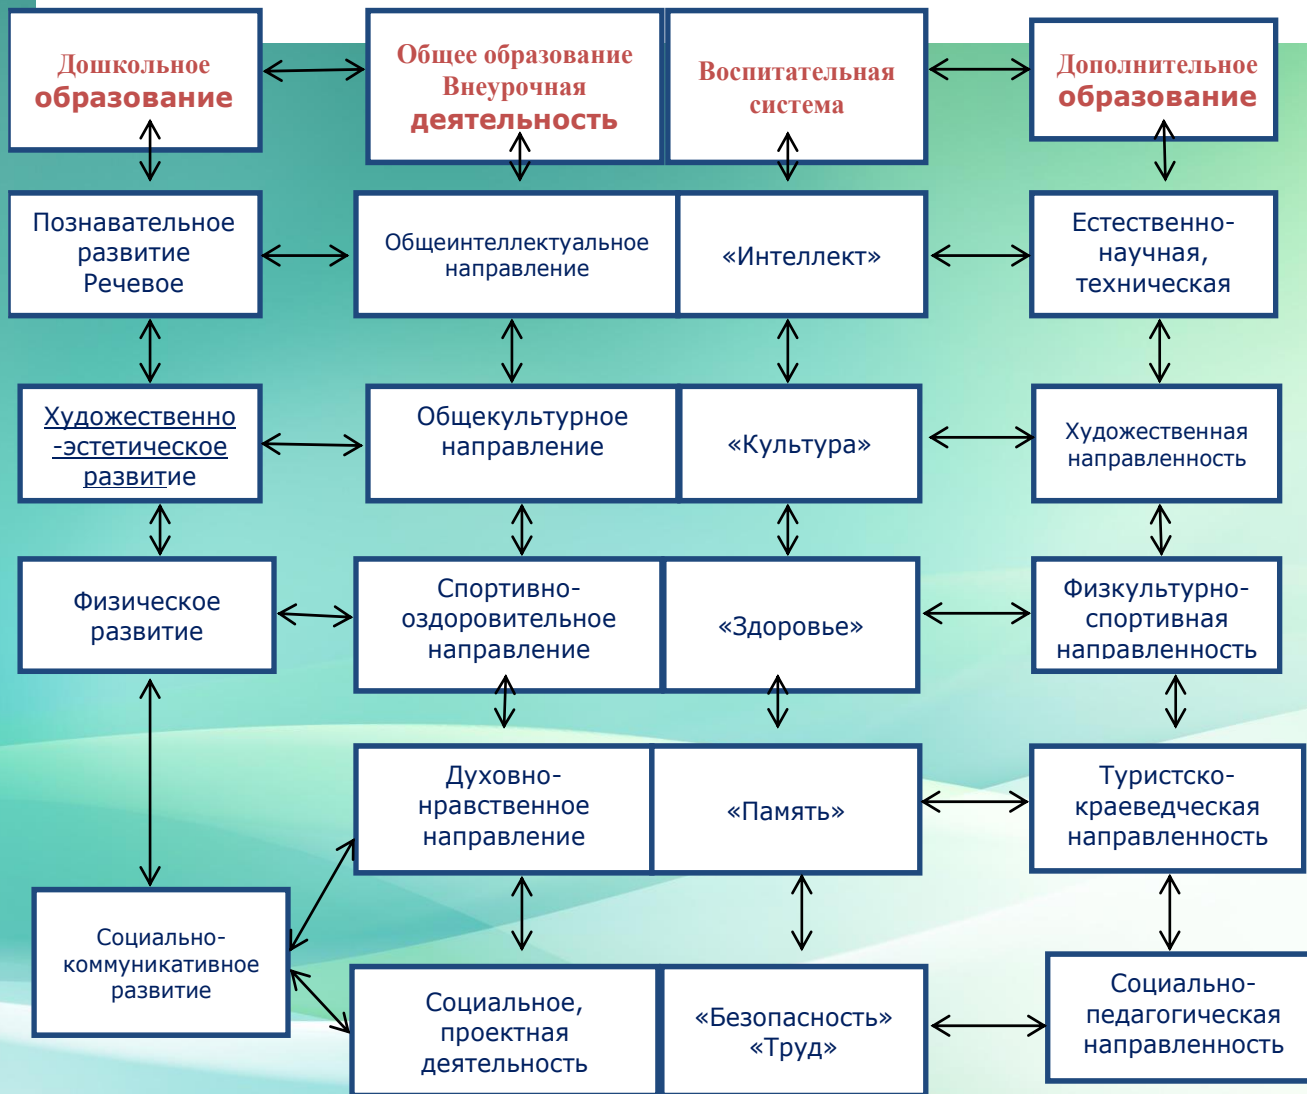 Дошкольное
образование
Общее образование
Внеурочная
деятельность
Воспитательная
система
Дополнительное
образование
Познавательное
развитие
Речевое
Общеинтеллектуальное
направление
«Интеллект»
Естественно-
научная,
техническая
Художественно
-эстетическое
развитие
Общекультурное
направление
«Культура»
Художественная
направленность
Физическое
развитие
Спортивно-
оздоровительное
направление
«Здоровье»
Физкультурно-
спортивная
направленность
Духовно-
нравственное
направление
«Память»
Туристско-
краеведческая
направленность
Социально-
коммуникативное
развитие
Социальное,
проектная
деятельность
«Безопасность»
«Труд»
Социально-
педагогическая
направленность